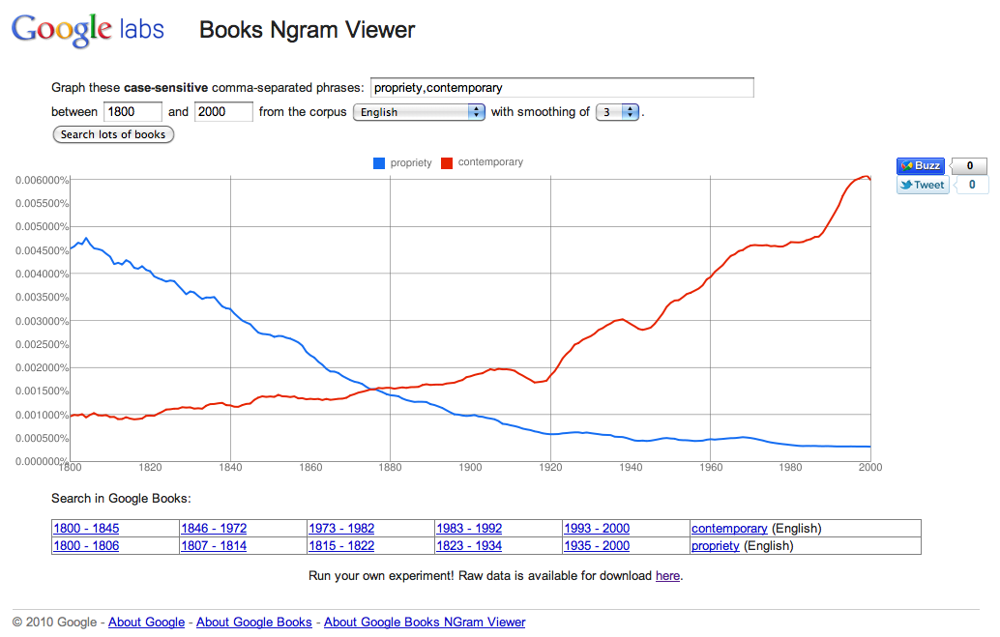 Google labs Books Ngram Viewer
Graph these case-sensitive comma-separated phrases: propriety,contemporary
between 1800 and 2000 from the corpus English with smoothing of 3 .
Search lots of books
propriety contemporary
Buzz 0
Tweet 0
0.006000%
0.005500%
0.005000%
0.004500%
0.004000%
0.003500%
0.003000%
0.002500%
0.002000%
0.001500%
0.001000%
0.000500%
0.000000%
1800 1820 1840 1860 1880 1900 1920 1940 1960 1980 2000
Search in Google Books:
1800 - 1845 1846 - 1972 1973 - 1982 1983 - 1992 1993 - 2000 contemporary (English)
1800 - 1806 1807 - 1814 1815 - 1822 1823 - 1934 1935 - 2000 propriety (English)
Run your own experiment! Raw data is available for download here.
© 2010 Google - About Google - About Google Books - About Google Books NGram Viewer